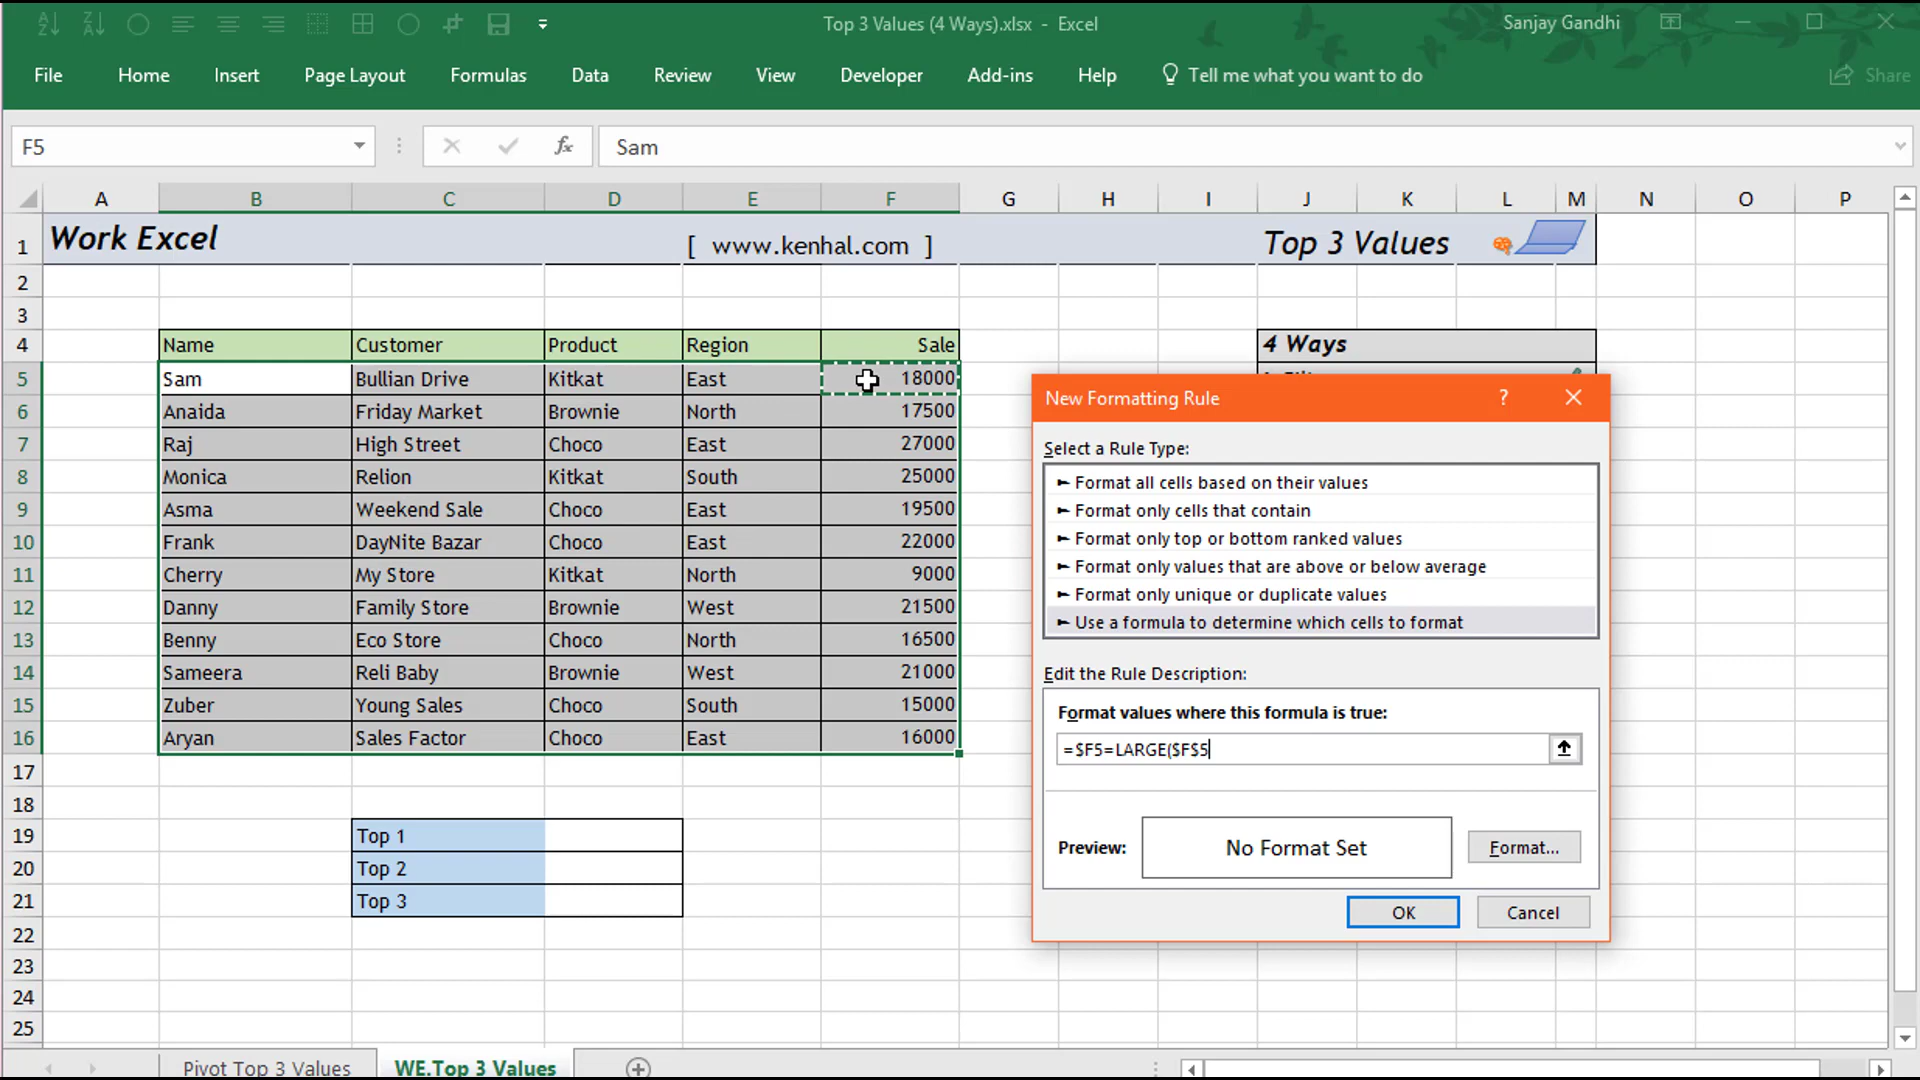 Top 3 Values (4 Ways).xlsx - Excel
Sanjay Gandhi
File Home Insert Page Layout Formulas Data Review View Developer Add-ins Help Tell me what you want to do Share
F5 fx Sam
A B C D E F G H I J K L M N O P
1 Work Excel [ www.kenhal.com ] Top 3 Values
2
3
4 Name Customer Product Region Sale 4 Ways
5 Sam Bullian Drive Kitkat East 18000
6 Anaida Friday Market Brownie North 17500
7 Raj High Street Choco East 27000
8 Monica Relion Kitkat South 25000
9 Asma Weekend Sale Choco 19500
10 Frank DayNite Bazar Choco East 22000
11 Cherry My Store Kitkat North 9000
12 Danny Family Store Brownie West 21500
13 Benny Eco Store Choco North 16500
14 Sameera Reli Baby Brownie West 21000
15 Zuber Young Sales Choco South 15000
16 Aryan Sales Factor Choco East 16000
17
18
19 Top 1
20 Top 2
21 Top 3
22
23
24
25
New Formatting Rule ?
Select a Rule Type:
► Format all cells based on their values
► Format only cells that contain
► Format only top or bottom ranked values
► Format only values that are above or below average
► Format only unique or duplicate values
► Use a formula to determine which cells to format
Edit the Rule Description:
Format values where this formula is true:
=$F5=LARGE($F$5
Preview: No Format Set Format...
OK Cancel
Pivot Top 3 Values WE.Top 3 Values